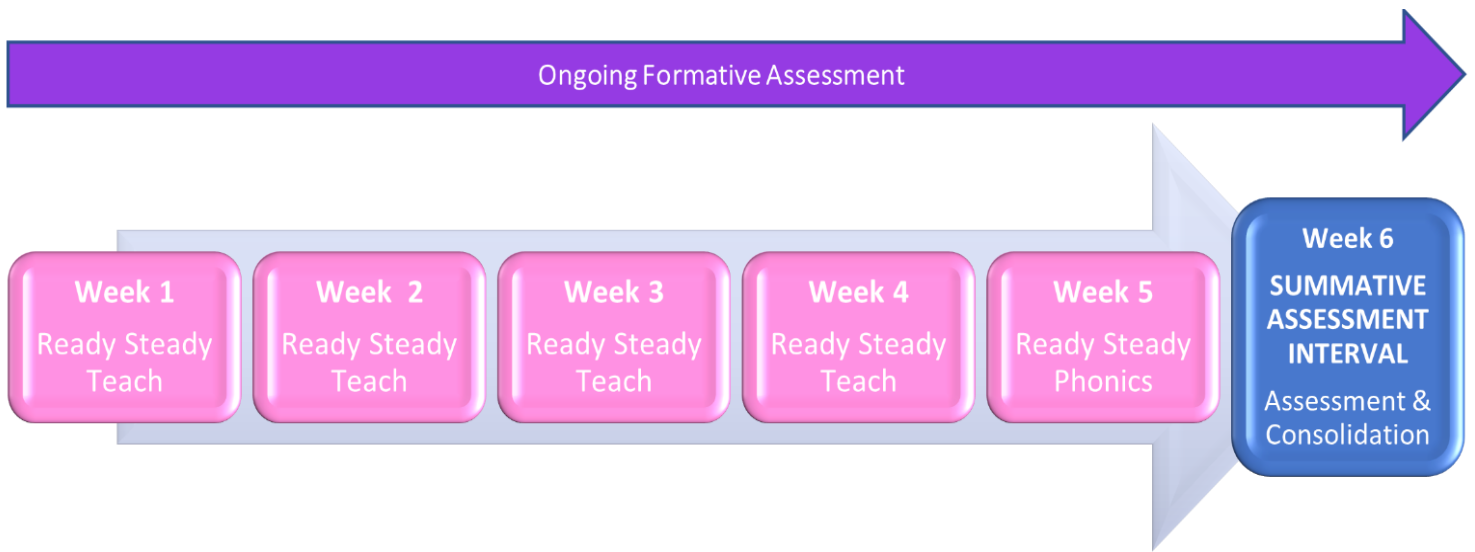 Ongoing Formative Assessment
Week 1
Ready Steady
Teach
Week 2
Ready Steady
Teach
Week 3
Ready Steady
Teach
Week 4
Ready Steady
Teach
Week 5
Ready Steady
Phonics
Week 6
SUMMATIVE
ASSESSMENT
INTERVAL
Assessment &
Consolidation